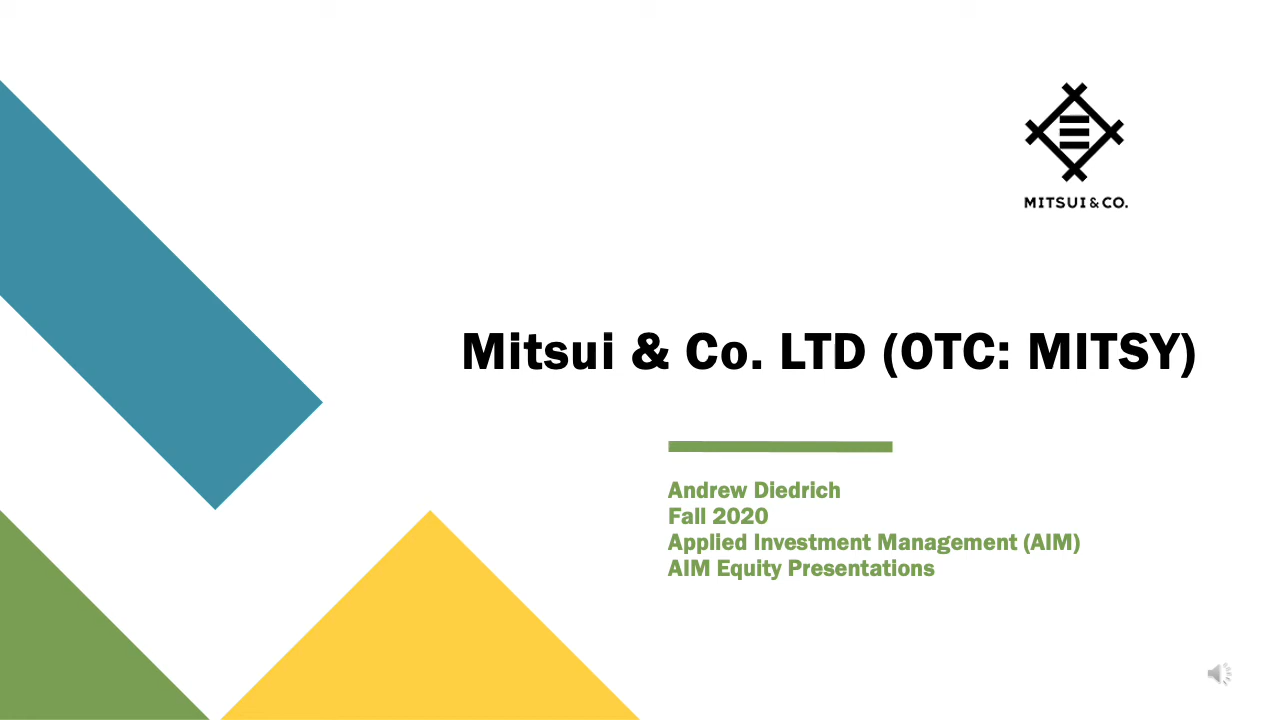 MITSUI & CO.
Mitsui & Co. LTD (OTC: MITSY)
Andrew Diedrich
Fall 2020
Applied Investment Management (AIM)
AIM Equity Presentations